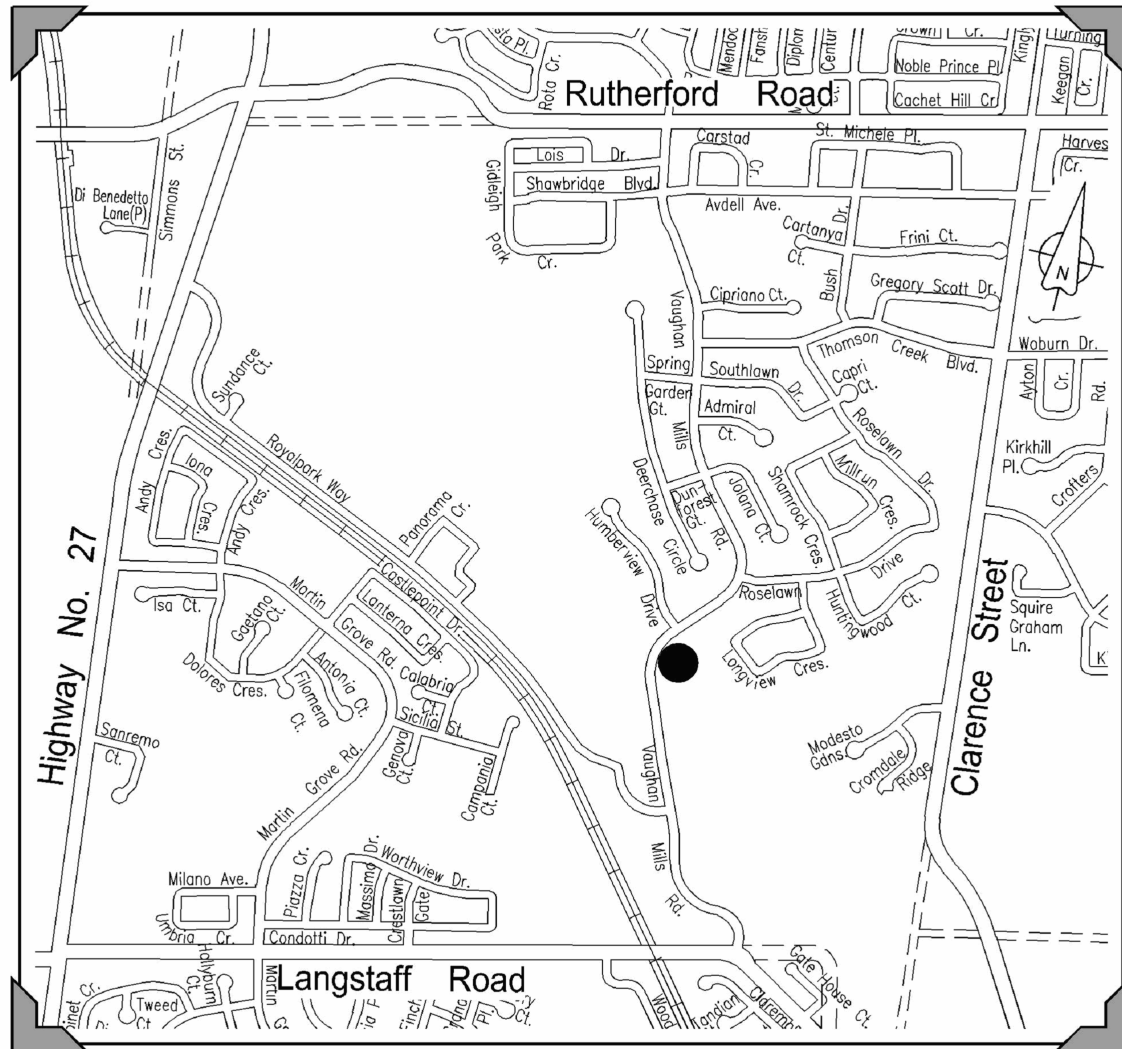 Rutherford Road
Rota Cr.
Noble Prince Pl
Cachet Hill Cr.
Keegan
Cr.
St. Michele Pl.
Carstad
Cr.
Lois Dr.
Shawbridge Blvd.
Gidleigh
Park
Cr.
Avdell Ave.
Simmons St.
Di Benedetto
Lane(P)
Cartanya
Ct.
Frini Ct.
Bush Dr.
Gregory Scott Dr.
N
Cipriano Ct.
Thomson Creek Blvd.
Woburn Dr.
Ayton
Cr.
Rd.
Vaughan
Mills
Rd.
Spring
Garden
Gt.
Southlawn
Dr.
Capri
Ct.
Admiral
Ct.
Roselawn
Dr.
Kirkhill
Pl.
Crofters
Sundance
Ct.
Royalpark Way
Andy Cres.
Iona
Cres.
Andy Cres.
Deerchase Circle
Dun-
Forest
Gt.
Jolana Ct.
Shamrock Cres.
Millrun Cres.
Panorama
Cr.
Humberview
Drive
Roselawn
Drive
Huntingwood Ct.
Longview Cres.
Squire
Graham
Ln.
Highway No. 27
Isa Ct.
Martin
Grove Rd.
Castlepoint Dr.
Lanterna Cres.
Gaetano
Ct.
Dolores Cres.
Antonia Ct.
Filomena
Ct.
Calabria
Ct.
Sicilia St.
Genova
Ct.
Campania
Ct.
Sanremo
Ct.
Martin Grove Rd.
Clarence Street
Modesto
Gdns.
Cromdale
Ridge
Vaughan
Mills
Rd.
Milano Ave.
Umbria Cr.
Piazza Cr.
Massimo Dr.
Worthview Dr.
Crestlawn
Gate
Condotti Dr.
Langstaff Road
Hollyburn
Ct.
Martin
Tweed
Ct.
Gate House Ct.